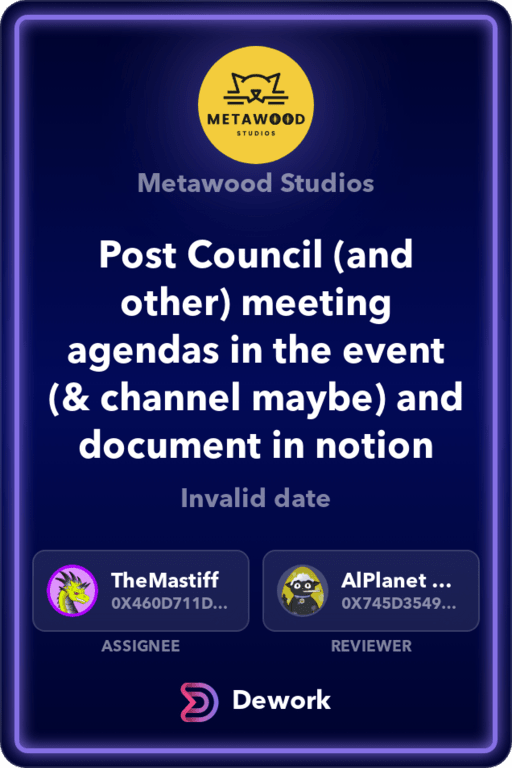 METAWOOD
STUDIOS
Metawood Studios
Post Council (and
other) meeting
agendas in the event
(& channel maybe) and
document in notion
Invalid date
TheMastiff
0X460D711D...
ASSIGNEE
AlPlanet ...
0X745D3549...
REVIEWER
Dework